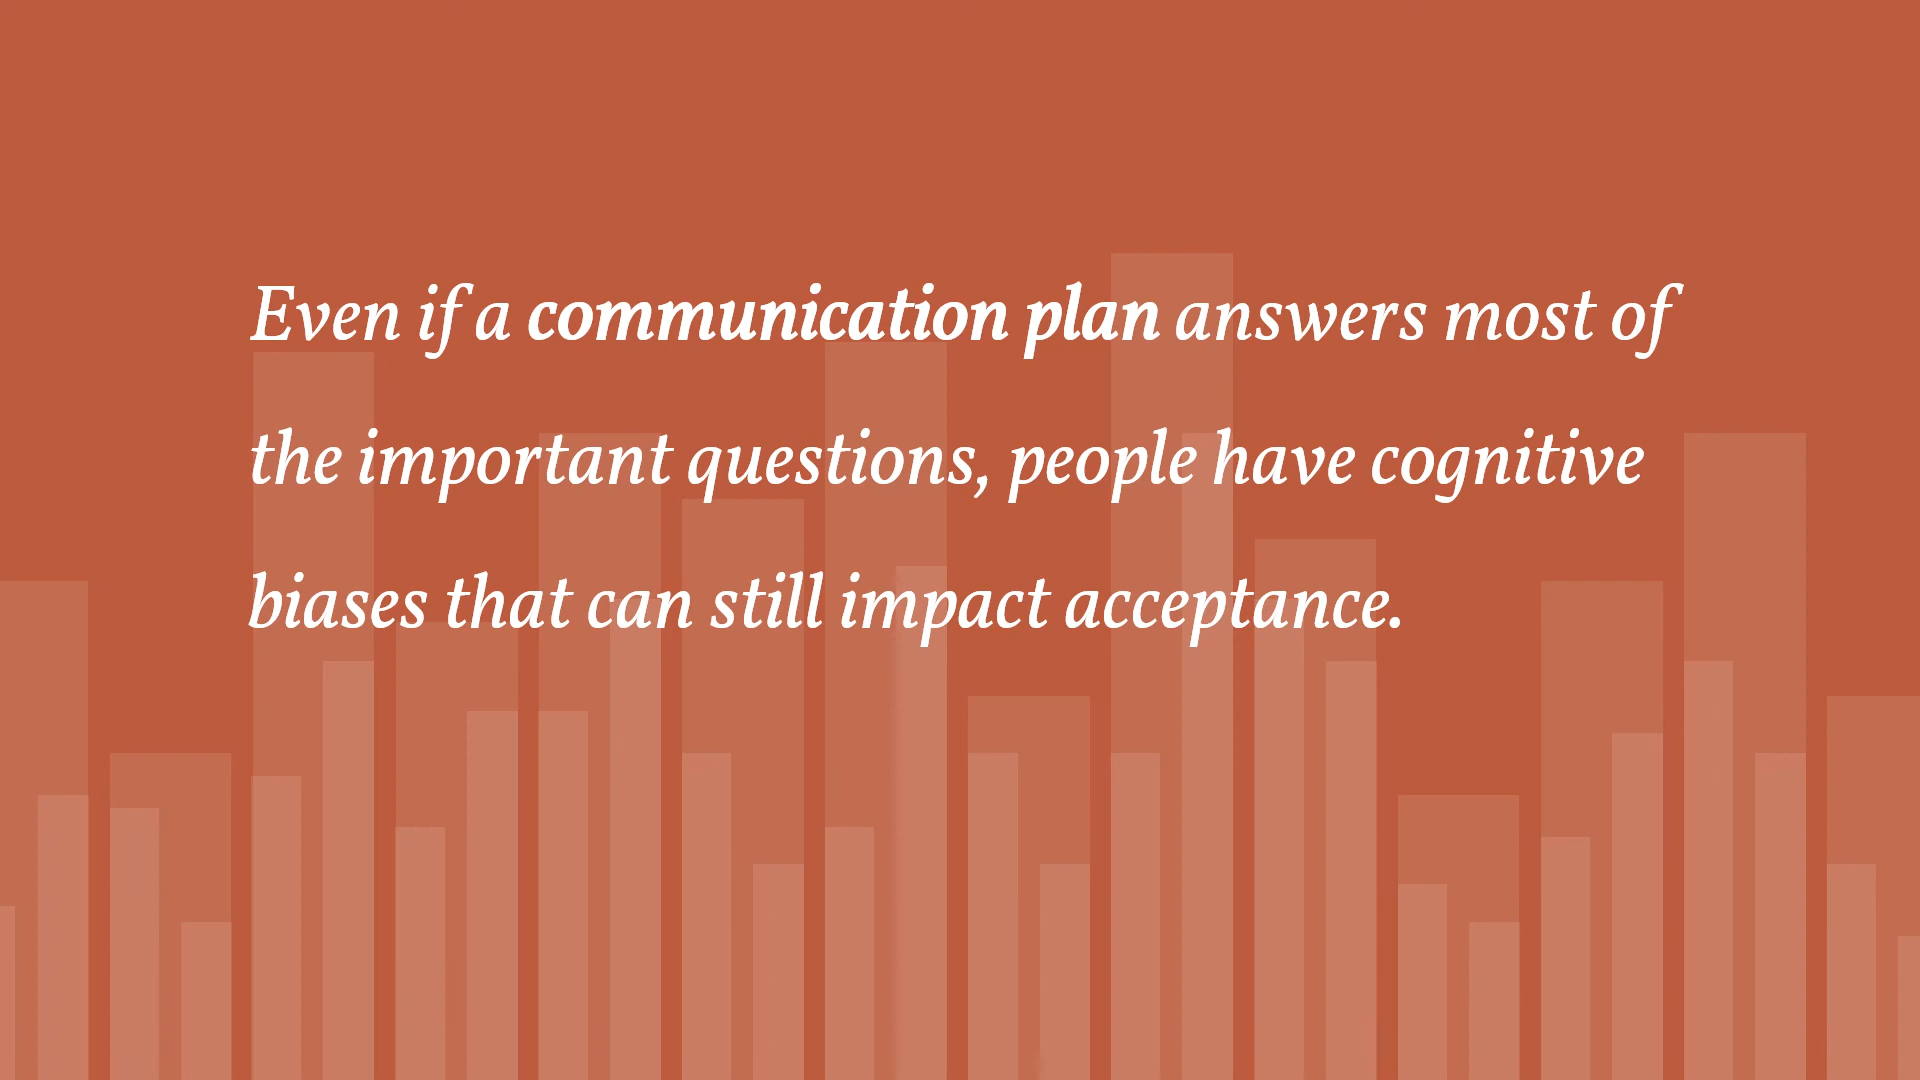 Even if a communication plan answers most of
the important questions, people have cognitive
biases that can still impact acceptance.